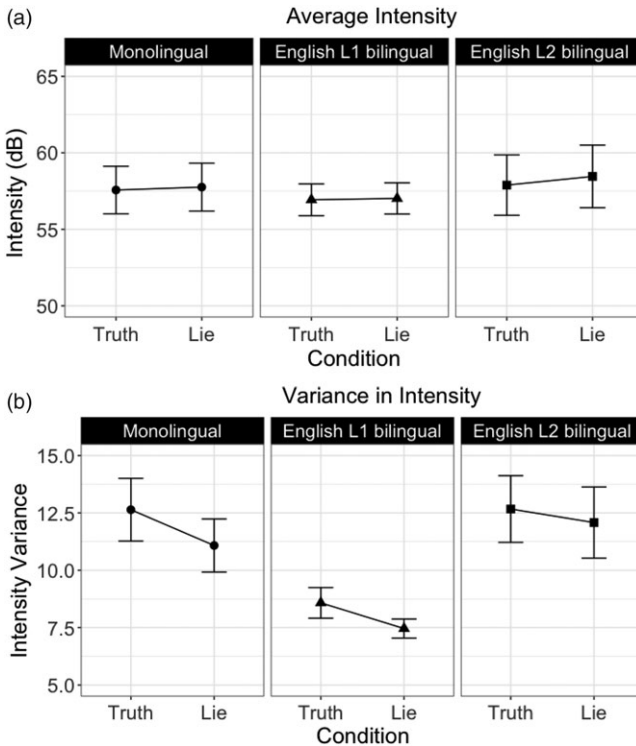 (a) Average Intensity
Monolingual English L1 bilingual English L2 bilingual
65
60
55
50
Intensity (dB)
Truth Lie Truth Lie Truth Lie
Condition
(b) Variance in Intensity
Monolingual English L1 bilingual English L2 bilingual
15.0
12.5
10.0
7.5
5.0
Intensity Variance
Truth Lie Truth Lie Truth Lie
Condition